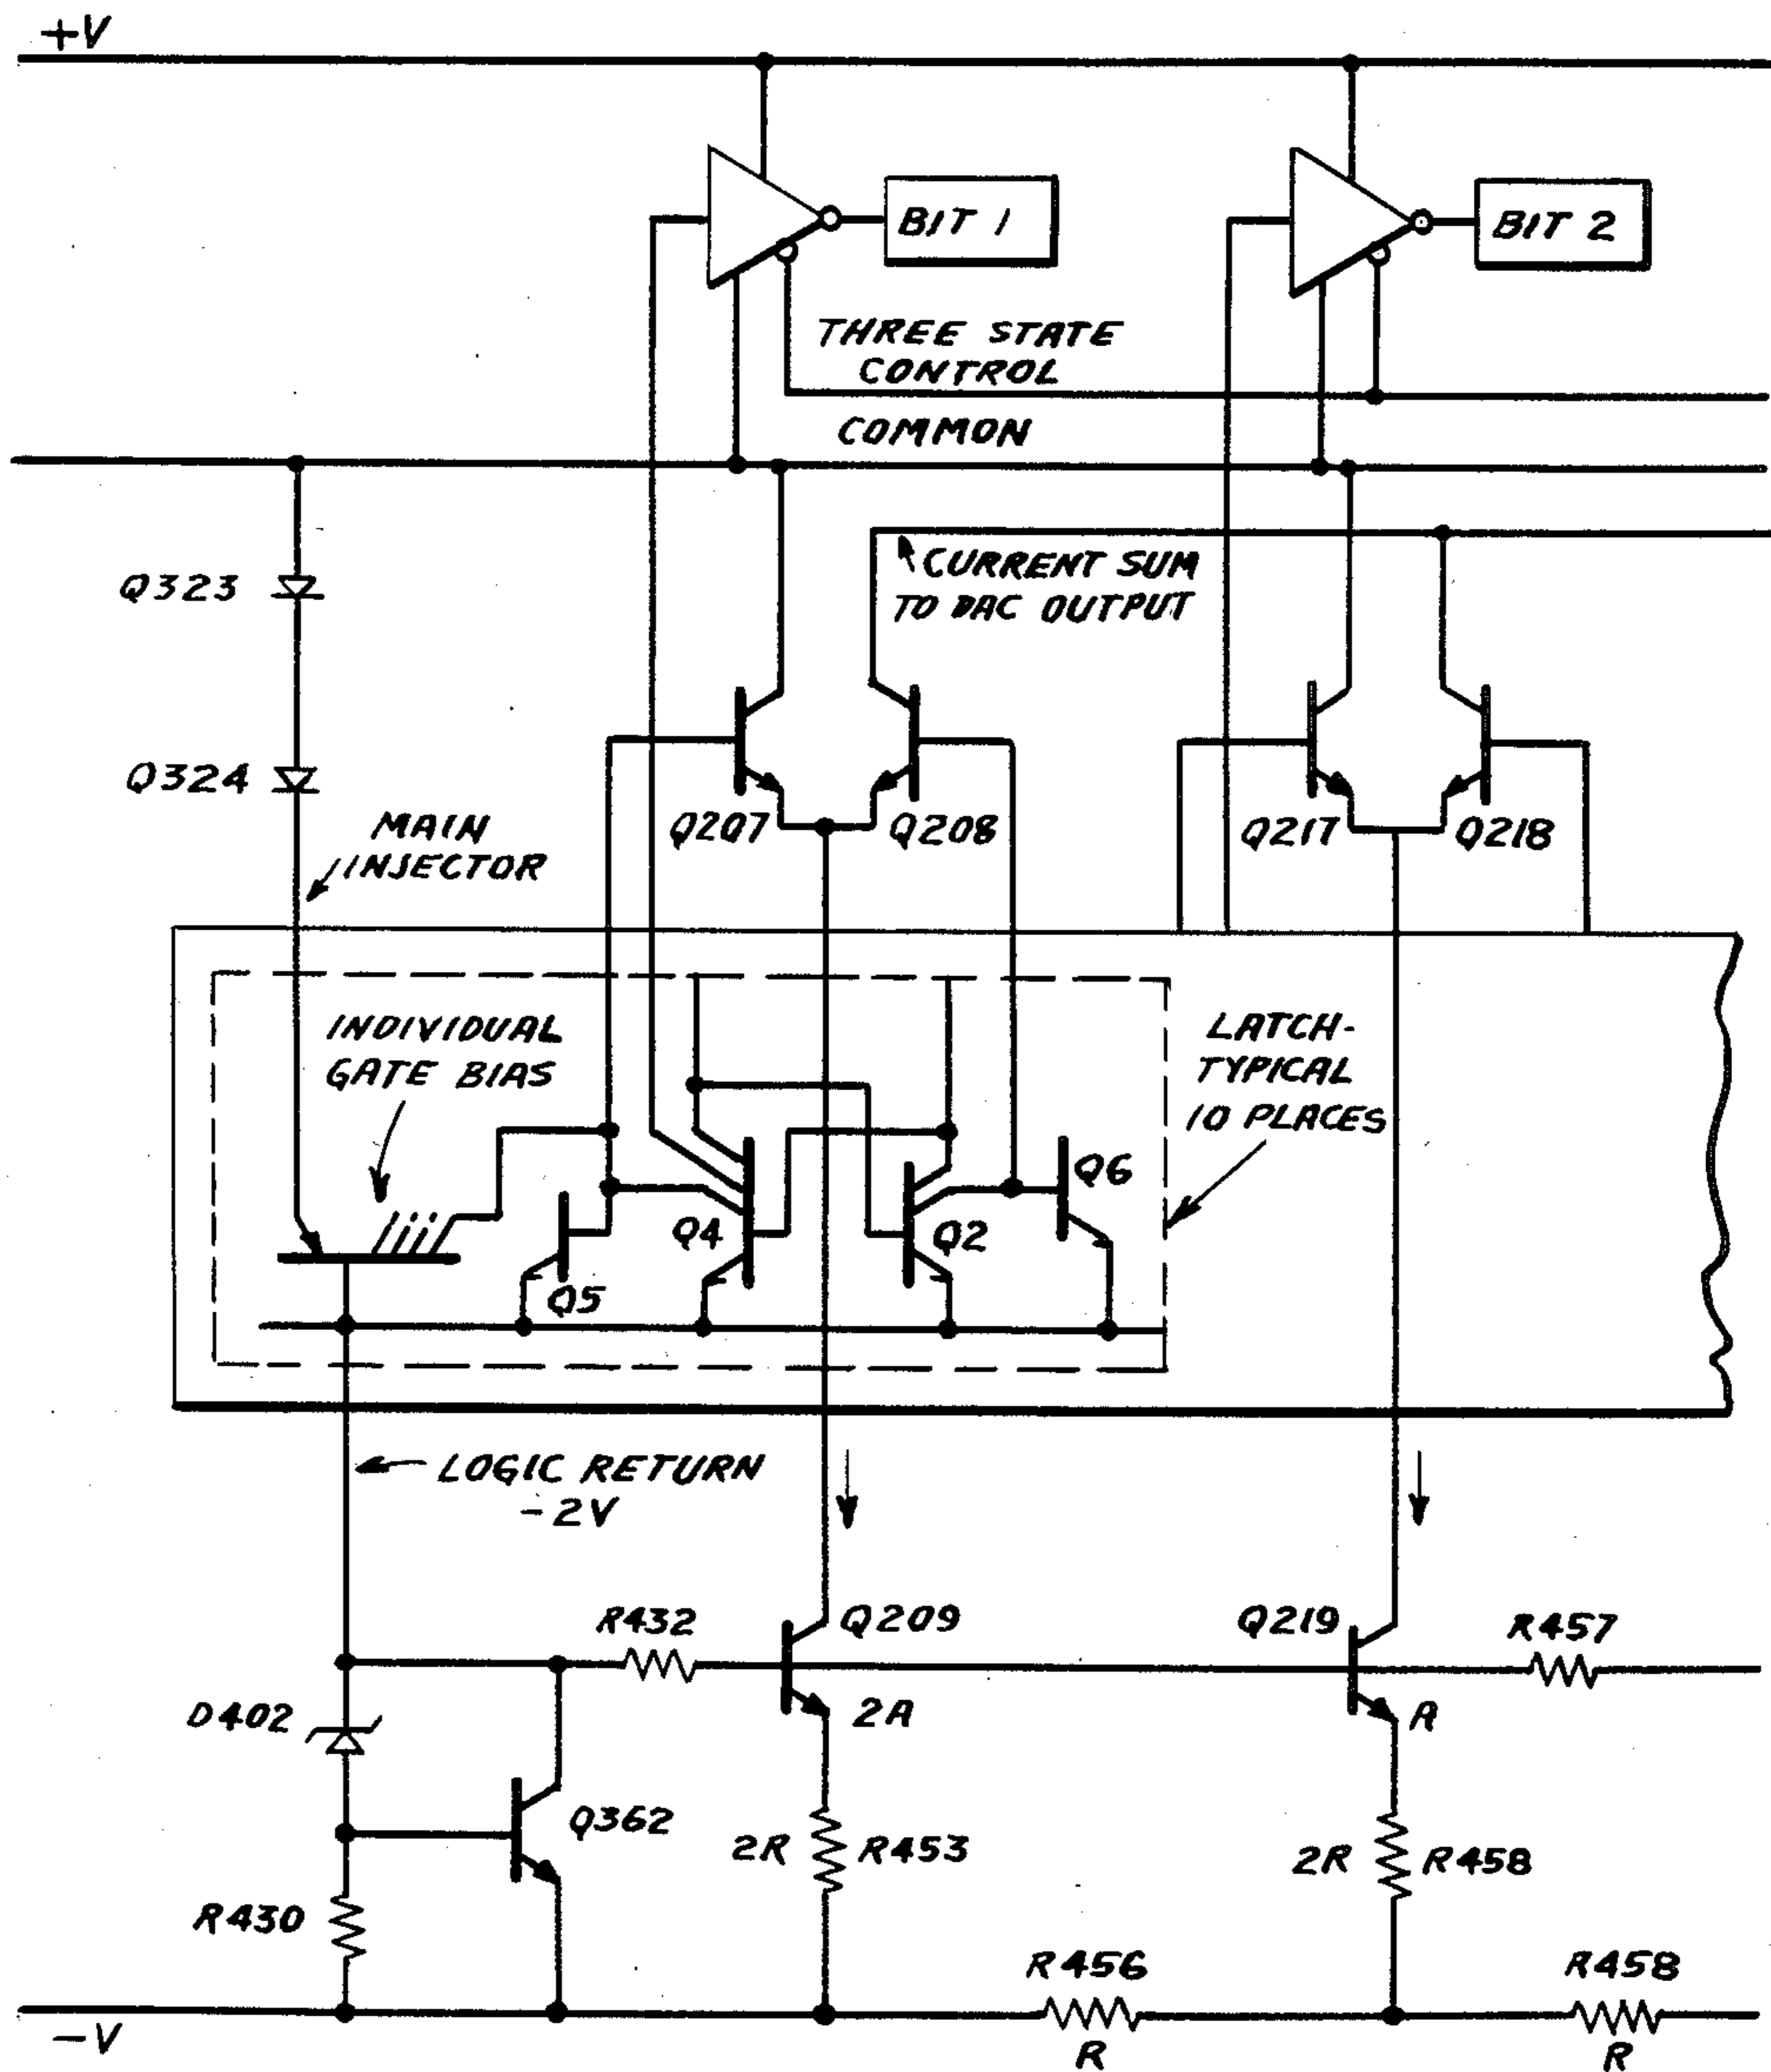 +V
BIT 1
BIT 2
THREE STATE
CONTROL
COMMON
CURRENT SUM
TO DAC OUTPUT
Q323
Q324
Q207
Q208
Q217
Q218
MAIN
INJECTOR
INDIVIDUAL
GATE BIAS
LATCH-
TYPICAL
10 PLACES
Q6
Q4
Q2
Q5
LOGIC RETURN
-2V
R432
Q209
Q219
R457
2A
A
D402
Q362
2R
R453
2R
R458
R430
R456
R458
-V
R
R